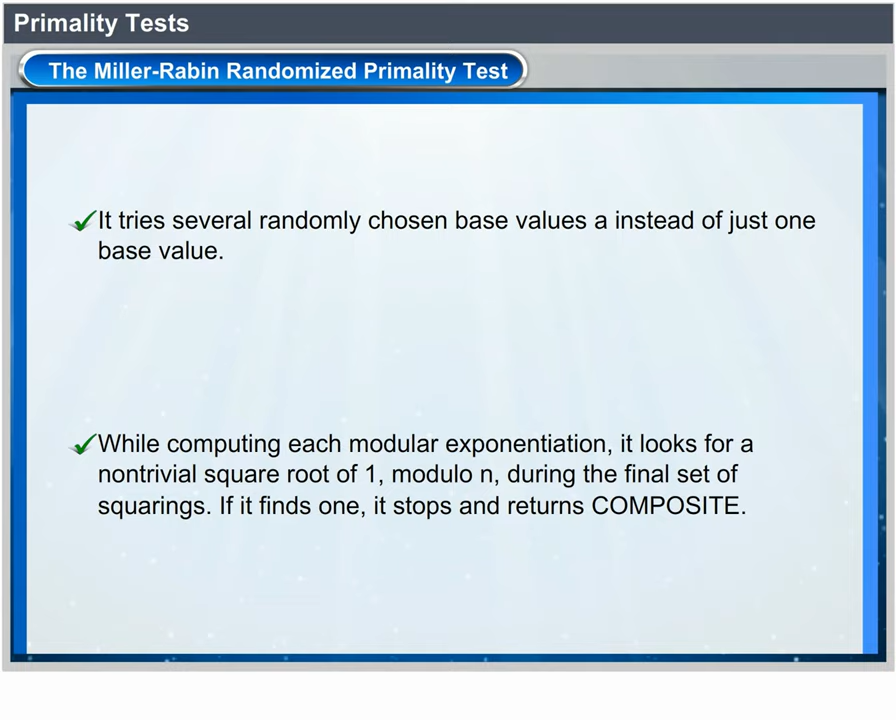 Primality Tests
The Miller-Rabin Randomized Primality Test
It tries several randomly chosen base values a instead of just one
base value.
While computing each modular exponentiation, it looks for a
nontrivial square root of 1, modulo n, during the final set of
squarings. If it finds one, it stops and returns COMPOSITE.